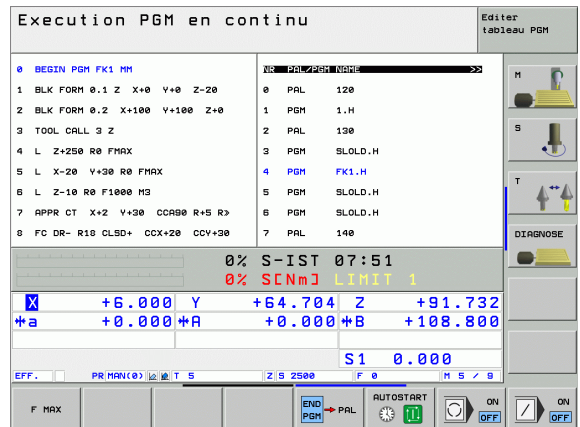 Execution PGM en continu
Editer
tableau PGM
0 BEGIN PGM FK1 MM
1 BLK FORM 0.1 Z X+0 Y+0 Z-20
2 BLK FORM 0.2 X+100 Y+100 Z+0
3 TOOL CALL 3 Z
4 L Z+250 R0 FMAX
5 L X-20 Y+30 R0 FMAX
6 L Z-10 R0 F1000 M3
7 APPR CT X+2 Y+30 CCA90 R+5 R»
8 FC DR- R18 CLSD+ CCX+20 CCY+30
NR PAL/PGM NAME >>
0 PAL 120
1 PGM 1.H
2 PAL 130
3 PGM SLOLD.H
4 PGM FK1.H
5 PGM SLOLD.H
6 PGM SLOLD.H
7 PAL 140
M
S
T
DIAGNOSE
0% S-IST 07:51
0% S[Nm] LIMIT 1
X +6.000 Y +64.704 Z +91.732
*a +0.000 *A +0.000 *B +108.800
S1 0.000
EFF. PR MAN(0) T 5 Z S 2500 F 0 M 5 / 9
F MAX
END
PGM → PAL
AUTOSTART
ON
OFF
ON
OFF